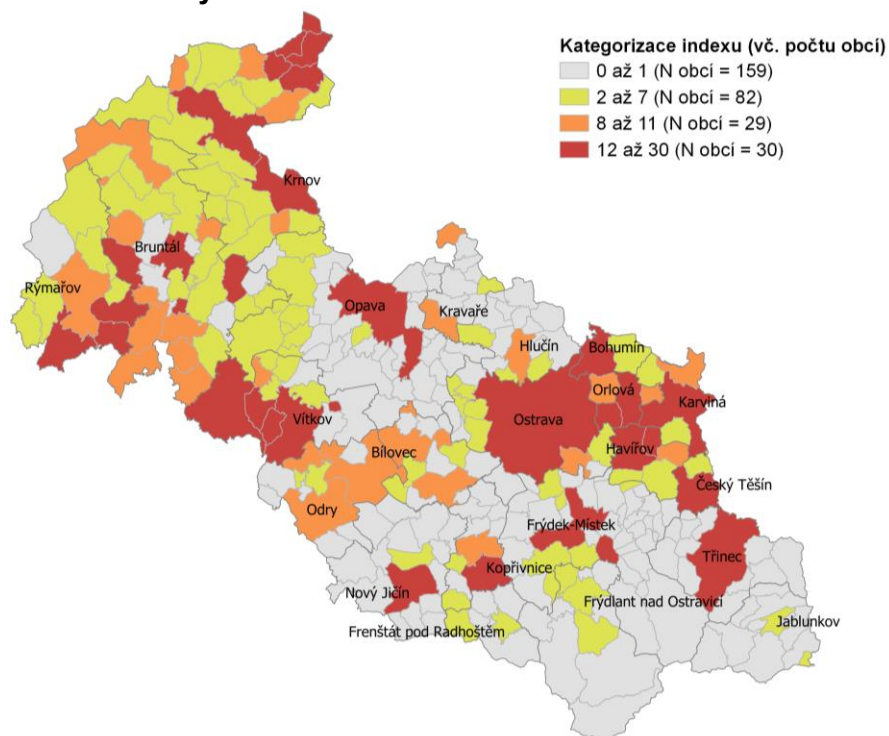 Kategorizace indexu (vč. počtu obcí)
0 až 1 (N obcí = 159)
2 až 7 (N obcí = 82)
8 až 11 (N obcí = 29)
12 až 30 (N obcí = 30)
Krnov
Bruntál
Rýmařov
Opava
Kravaře
Hlučín
Bohumín
Orlová
Karviná
Ostrava
Vítkov
Havířov
Bílovec
Český Těšín
Odry
Frýdek-Místek
Třinec
Kopřivnice
Nový Jičín
Frýdlant nad Ostravicí
Jablunkov
Frenštát pod Radhoštěm